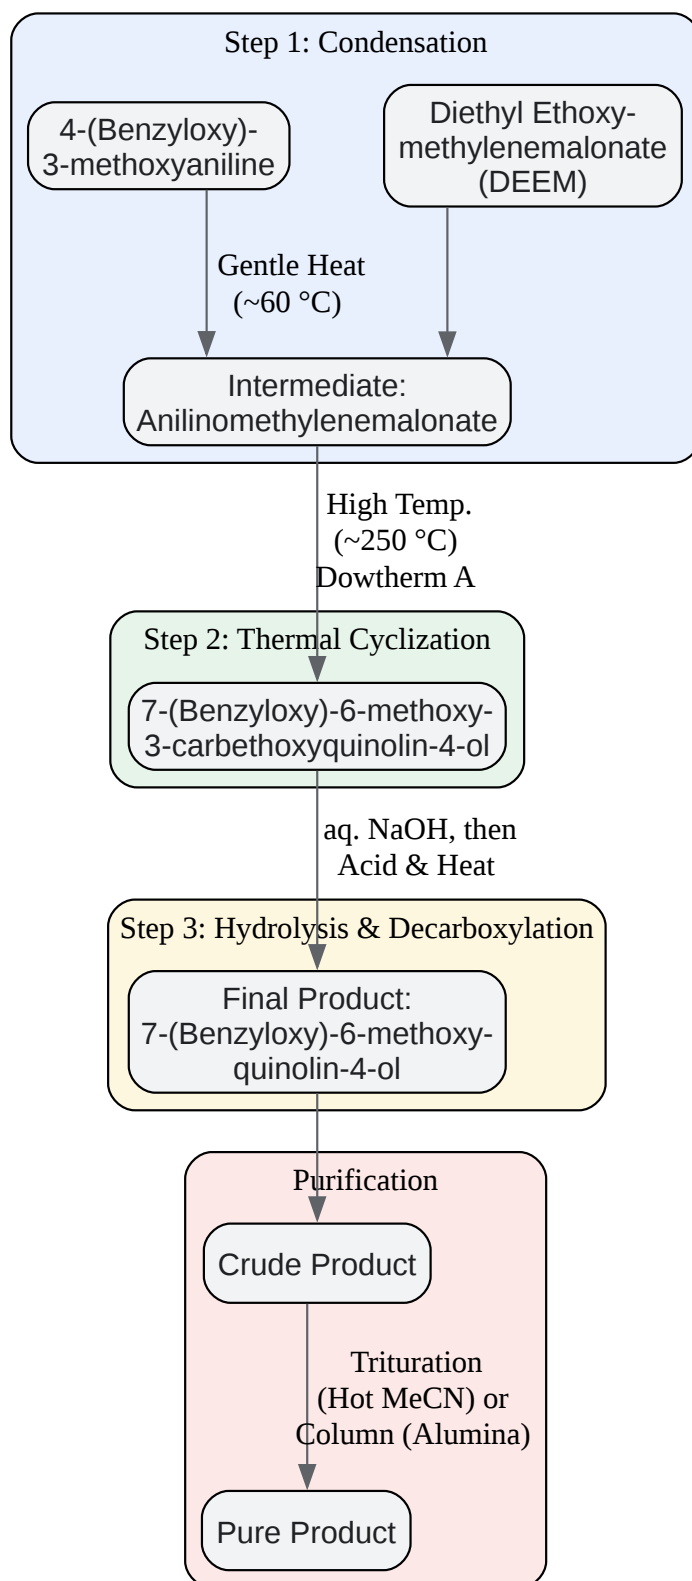 Step 1: Condensation
4-(Benzyloxy)-
3-methoxyaniline
Diethyl Ethoxy-
methylenemalonate
(DEEM)
Gentle Heat
(~60 °C)
Intermediate:
Anilinomethylenemalonate
High Temp.
(~250 °C)
Dowtherm A
Step 2: Thermal Cyclization
7-(Benzyloxy)-6-methoxy-
3-carbethoxyquinolin-4-ol
aq. NaOH, then
Acid & Heat
Step 3: Hydrolysis & Decarboxylation
Final Product:
7-(Benzyloxy)-6-methoxy-
quinolin-4-ol
Purification
Crude Product
Trituration
(Hot MeCN) or
Column (Alumina)
Pure Product